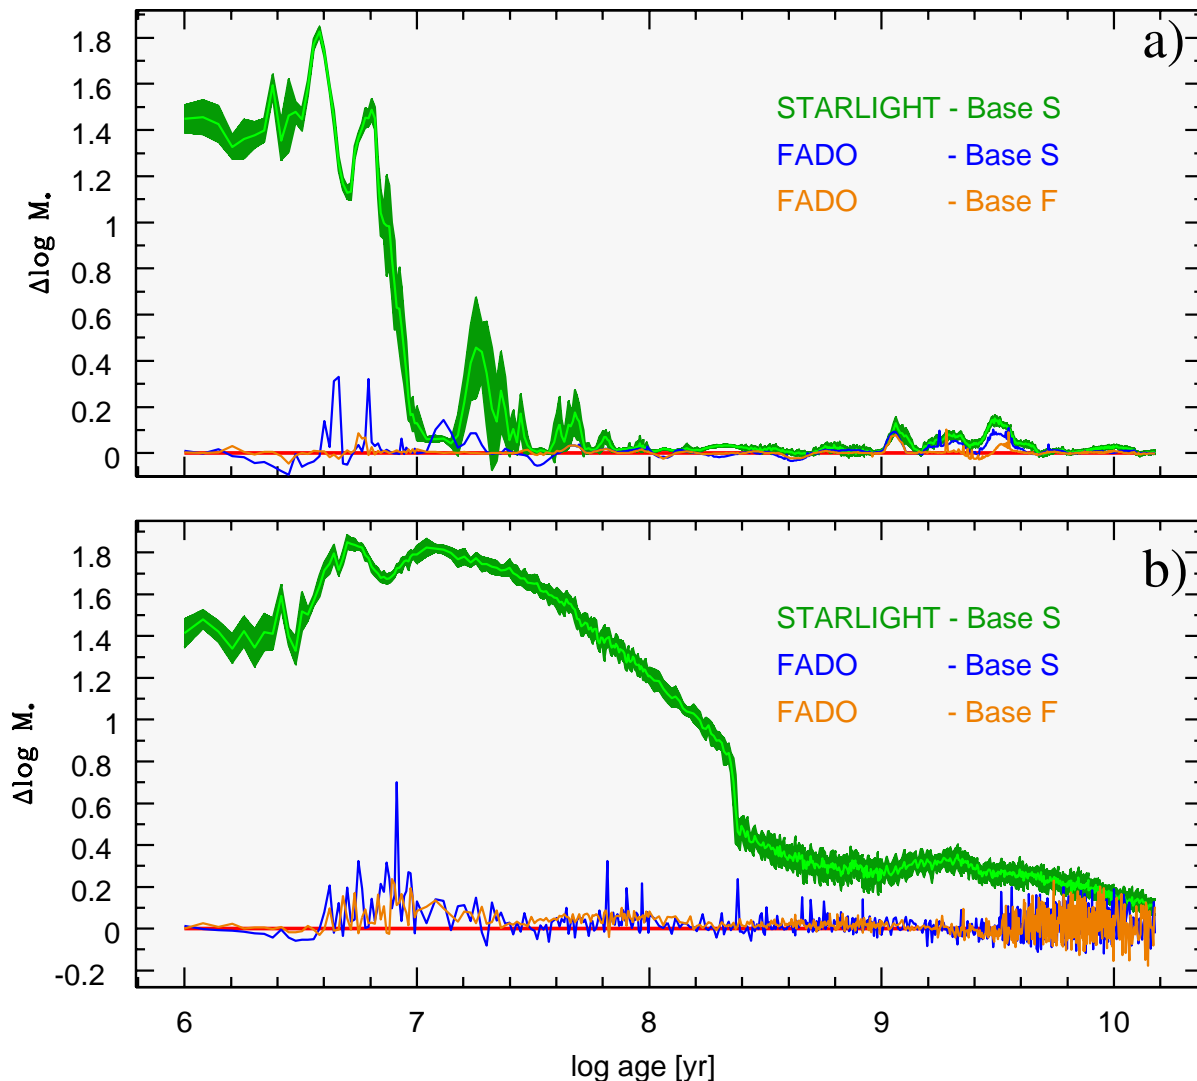 a)
1.8
1.6
1.4
1.2
1
0.8
0.6
0.4
0.2
0
Δlog M⋆
STARLIGHT - Base S
FADO - Base S
FADO - Base F
b)
1.8
1.6
1.4
1.2
1
0.8
0.6
0.4
0.2
0
-0.2
Δlog M⋆
STARLIGHT - Base S
FADO - Base S
FADO - Base F
6 7 8 9 10
log age [yr]